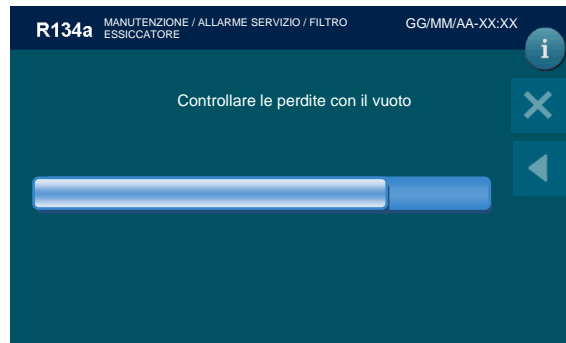 R134a
MANUTENZIONE / ALLARME SERVIZIO / FILTRO
ESSICCATORE
GG/MM/AA-XX:XX
i
Controllare le perdite con il vuoto